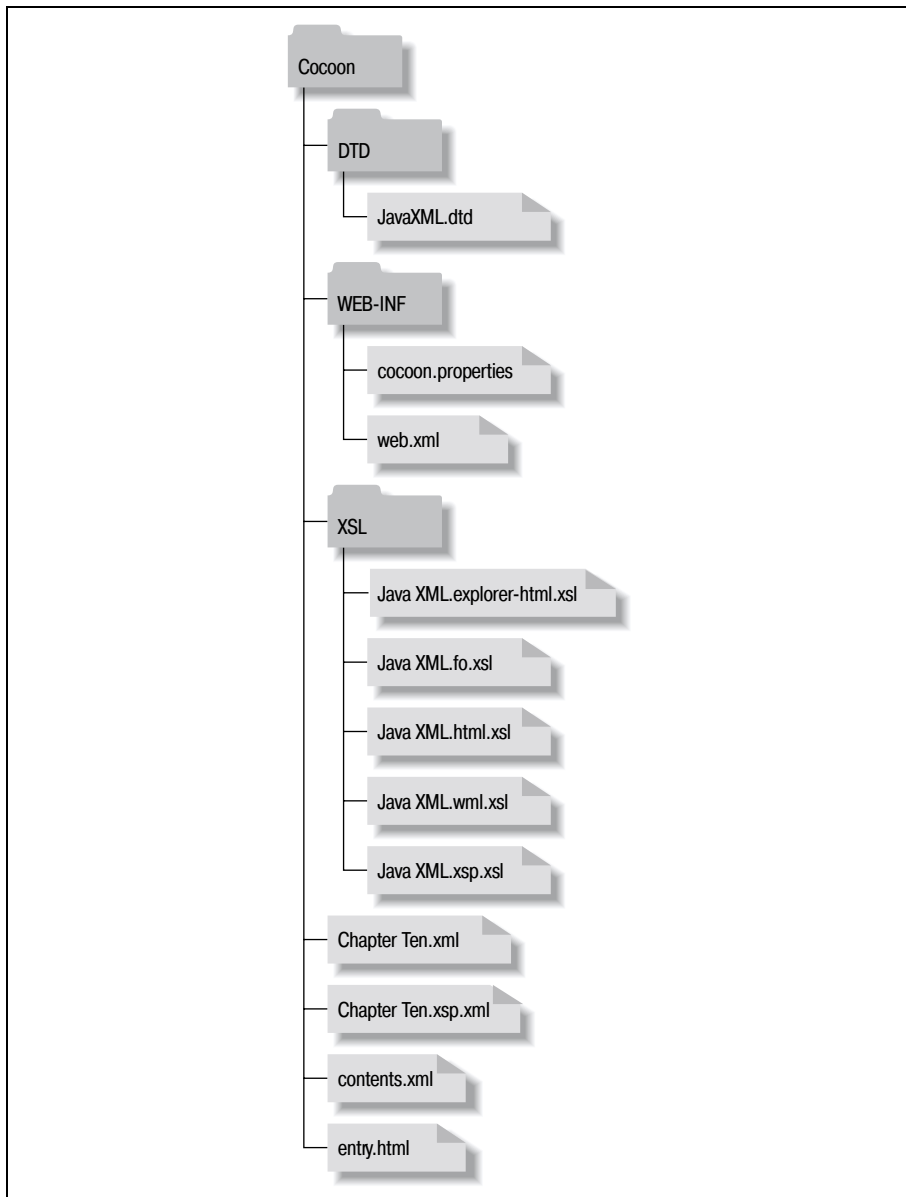 Cocoon
DTD
JavaXML.dtd
WEB-INF
cocoon.properties
web.xml
XSL
Java XML.explorer-html.xsl
Java XML.fo.xsl
Java XML.html.xsl
Java XML.wml.xsl
Java XML.xsp.xsl
Chapter Ten.xml
Chapter Ten.xsp.xml
contents.xml
entry.html